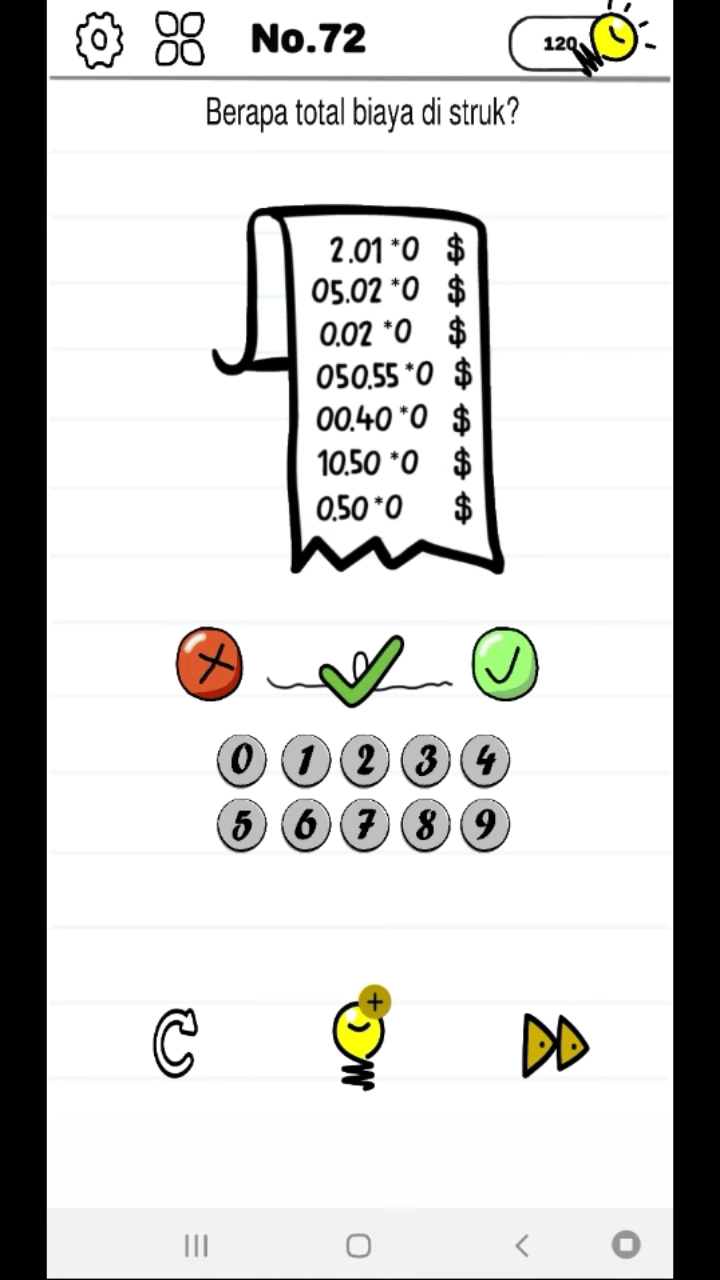 No.72
120
Berapa total biaya di struk?
2.01 *0 $
05.02 *0 $
0.02 *0 $
050.55 *0 $
00.40 *0 $
10.50 *0 $
0.50 *0 $
0
0 1 2 3 4
5 6 7 8 9